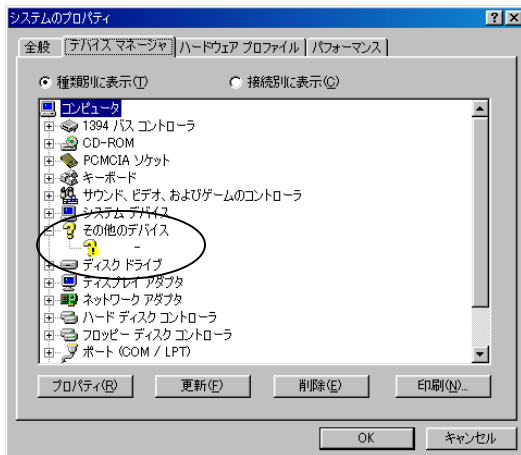 システムのプロパティ
全般 デバイス マネージャ ハードウェア プロファイル パフォーマンス
種類別に表示(T) 接続別に表示(C)
コンピュータ
1394 バス コントローラ
CD-ROM
PCMCIA ソケット
キーボード
サウンド、ビデオ、およびゲームのコントローラ
システム デバイス
その他のデバイス
-
ディスク ドライブ
ディスプレイ アダプタ
ネットワーク アダプタ
ハード ディスク コントローラ
フロッピー ディスク コントローラ
ポート (COM / LPT)
プロパティ(R) 更新(F) 削除(E) 印刷(N)...
OK キャンセル